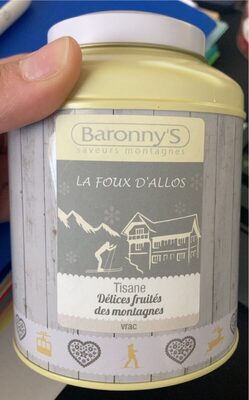 Baronny'S
saveurs montagnes
LA FOUX D'ALLOS
Tisane
Délices fruités
des montagnes
vrac